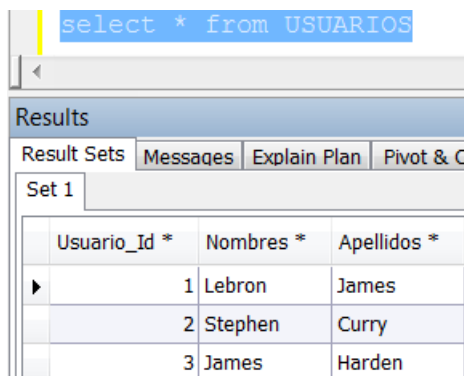 select * from USUARIOS
Results
Result Sets Messages Explain Plan Pivot & C
Set 1
Usuario_Id * Nombres * Apellidos *
1 Lebron James
2 Stephen Curry
3 James Harden